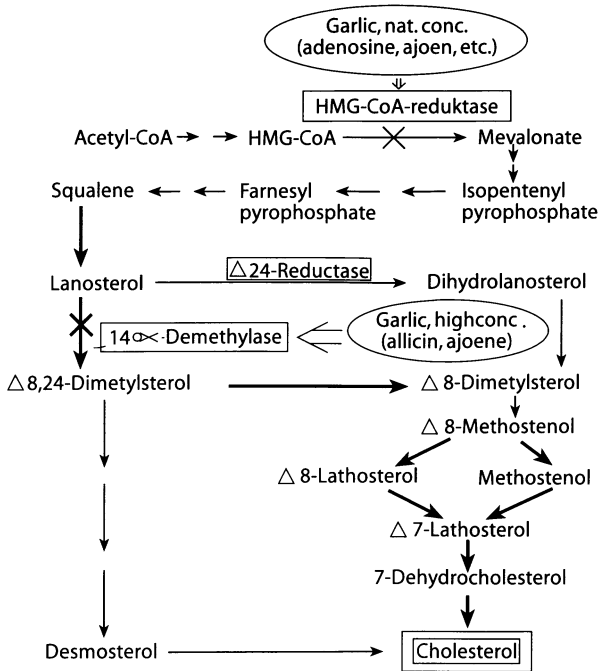 Garlic, nat. conc.
(adenosine, ajoen, etc.)
HMG-CoA-reduktase
Acetyl-CoA
HMG-CoA
Mevalonate
Squalene
Farnesyl
pyrophosphate
Isopentenyl
pyrophosphate
△24-Reductase
Lanosterol
Dihydrolanosterol
14α-Demethylase
Garlic, highconc.
(allicin, ajoene)
△8,24-Dimetylsterol
△8-Dimetylsterol
△8-Methostenol
△8-Lathosterol
Methostenol
△7-Lathosterol
7-Dehydrocholesterol
Desmosterol
Cholesterol